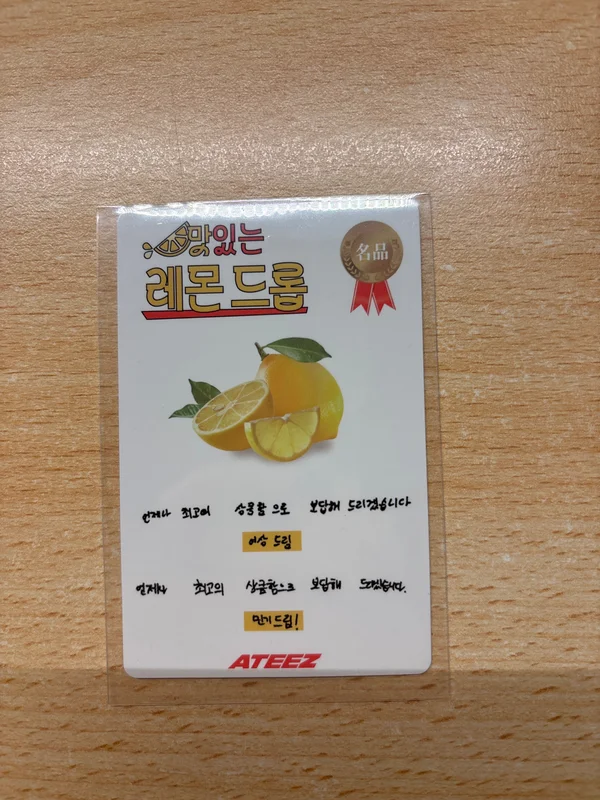 맛있는
레몬 드롭
名品
언제나 최고의 상큼함으로 보답해 드리겠습니다
여상 드림
언제나 최고의 상큼함으로 보답해 드리겠습니다.
민기 드림!
ATEEZ